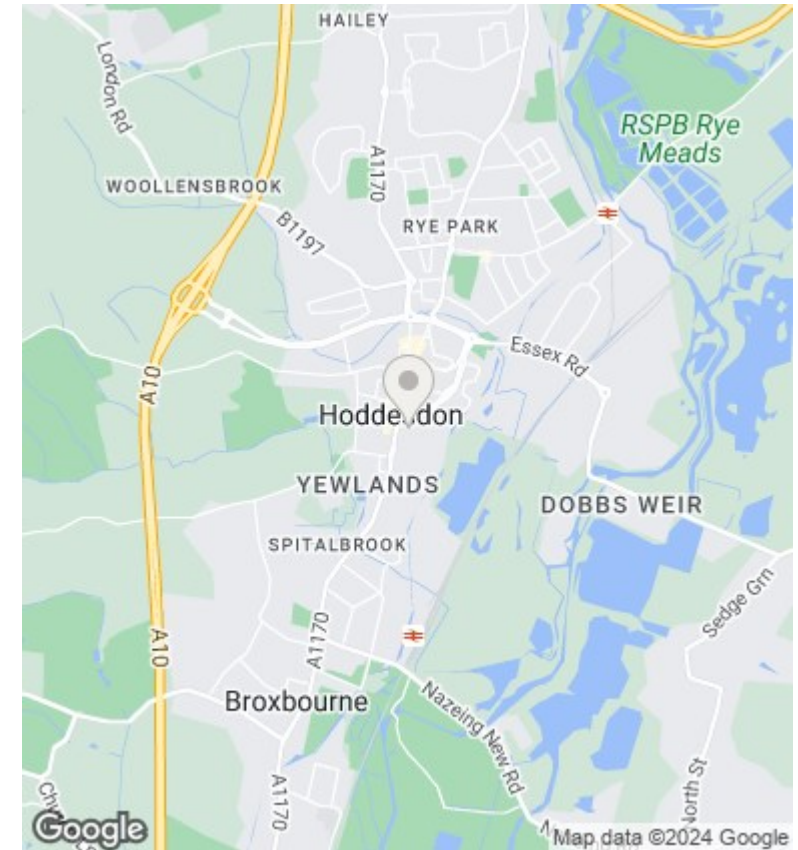 HAILEY
London Rd
RSPB Rye
Meads
A1170
WOOLLENSBROOK
RYE PARK
B1197
Essex Rd
A10
Hoddesdon
YEWLANDS
DOBBS WEIR
SPITALBROOK
Sedge Grn
A10
A1170
Broxbourne
Nazeing New Rd
North St
A1170
Google
Map data ©2024 Google